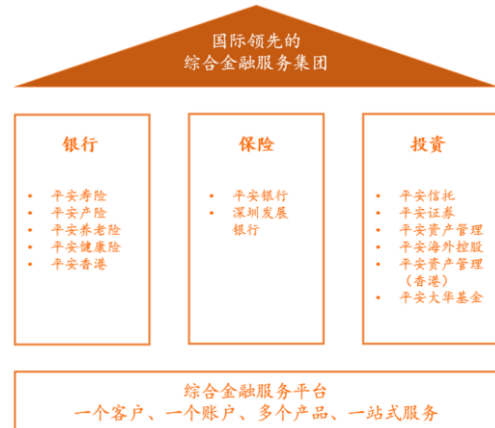 国际领先的
综合金融服务集团
银行
• 平安寿险
• 平安产险
• 平安养老险
• 平安健康险
• 平安香港
保险
• 平安银行
• 深圳发展
银行
投资
• 平安信托
• 平安证券
• 平安资产管理
• 平安海外控股
• 平安资产管理
（香港）
• 平安大华基金
综合金融服务平台
一个客户、一个账户、多个产品、一站式服务